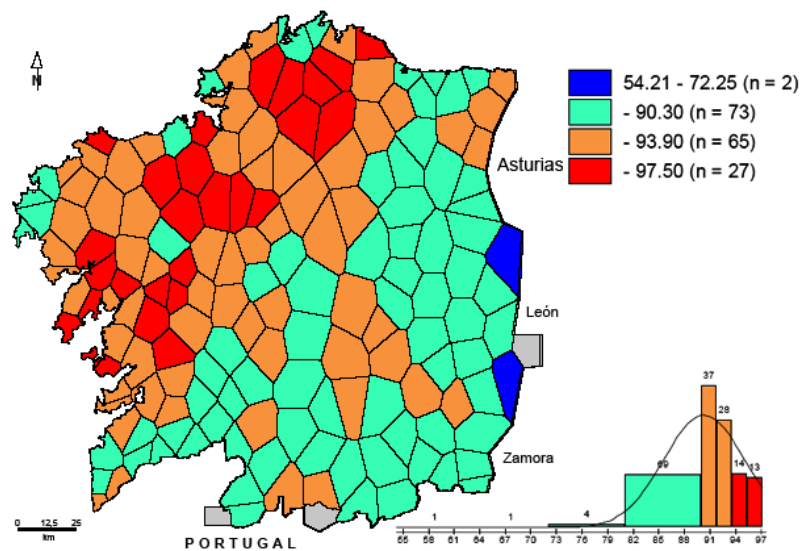 N
54.21 - 72.25 (n = 2)
- 90.30 (n = 73)
- 93.90 (n = 65)
- 97.50 (n = 27)
Asturias
León
Zamora
PORTUGAL
0 12,5 25
km
37
28
69
14
13
4
1 1
55 58 61 64 67 70 73 76 79 82 85 88 91 94 97